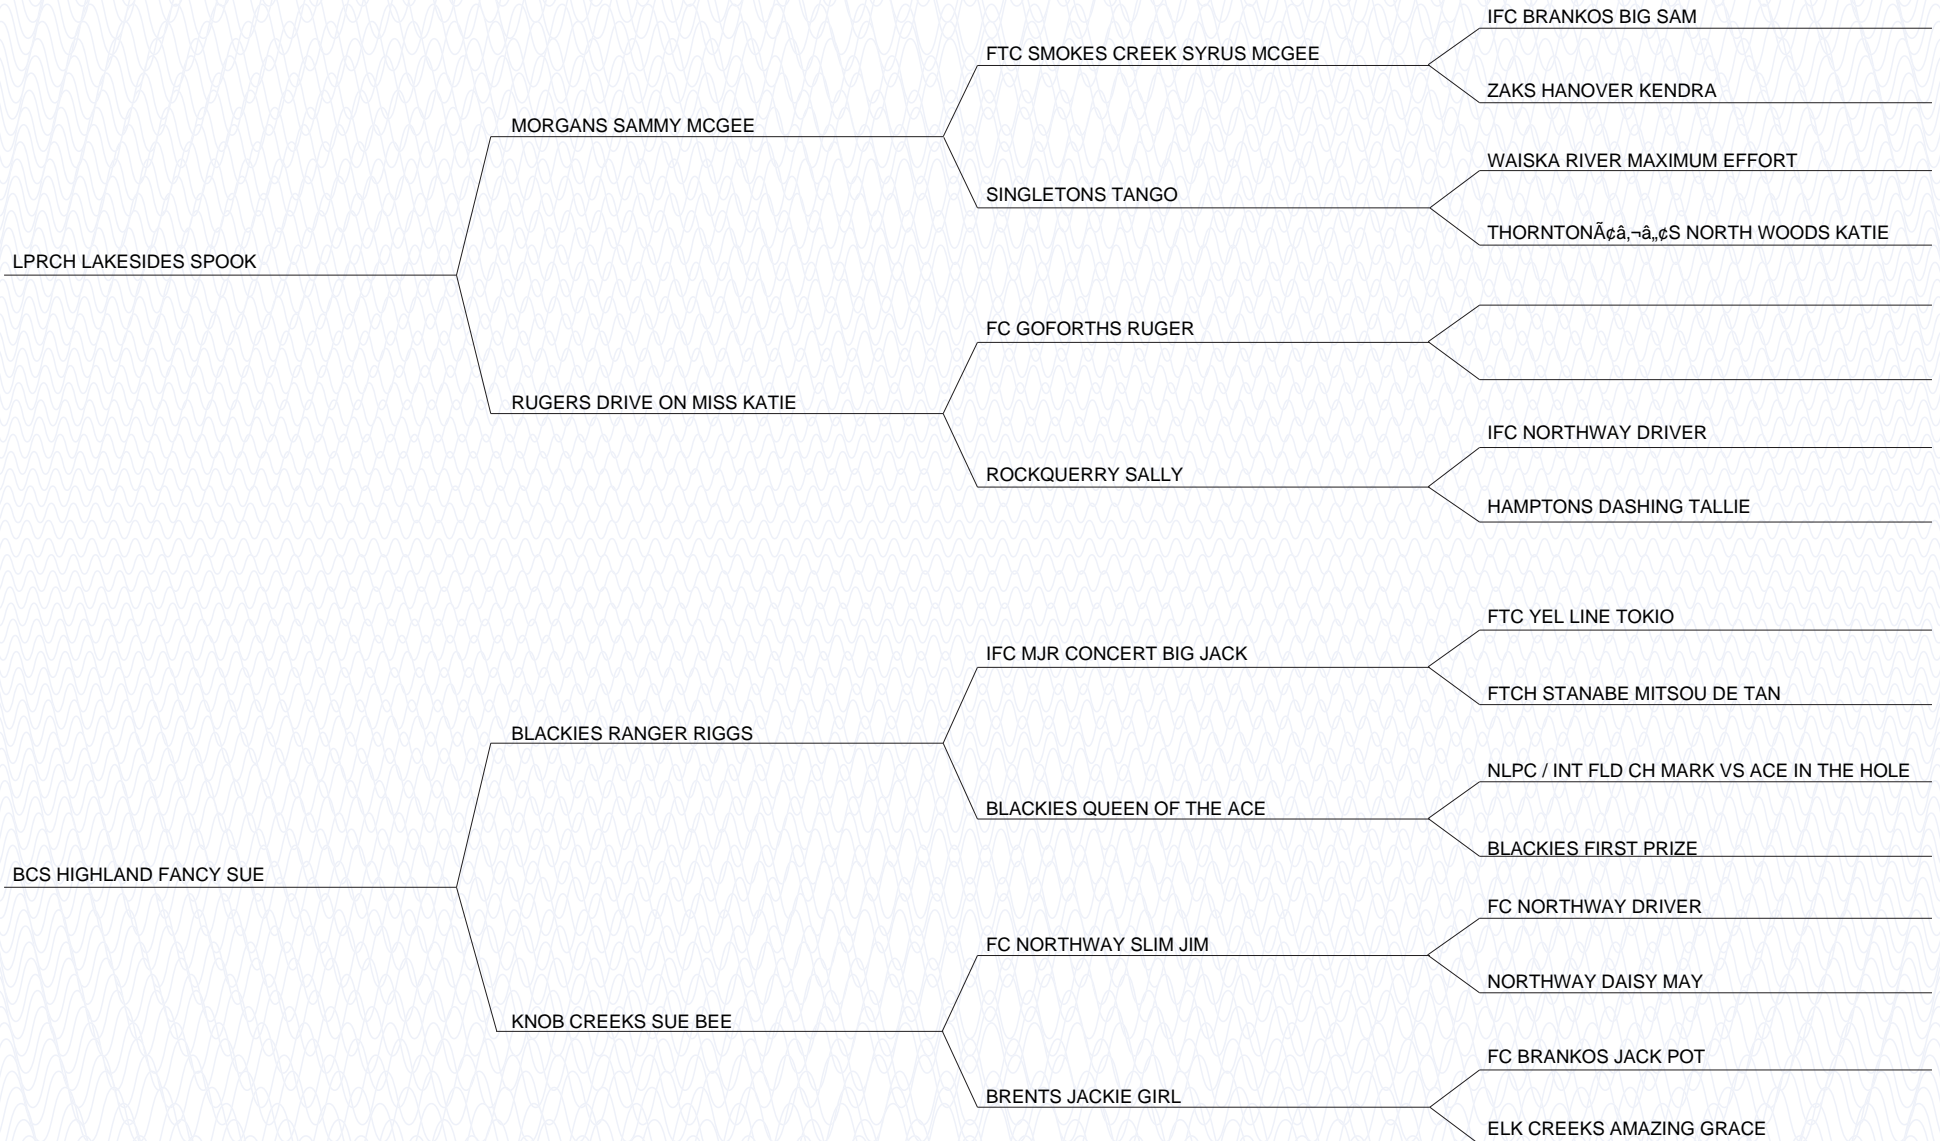 IFC BRANKOS BIG SAM
FTC SMOKES CREEK SYRUS MCGEE
ZAKS HANOVER KENDRA
MORGANS SAMMY MCGEE
WAISKA RIVER MAXIMUM EFFORT
SINGLETONS TANGO
THORNTONÃ¢â‚¬â„¢S NORTH WOODS KATIE
LPRCH LAKESIDES SPOOK
FC GOFORTHS RUGER
RUGERS DRIVE ON MISS KATIE
IFC NORTHWAY DRIVER
ROCKQUERRY SALLY
HAMPTONS DASHING TALLIE
FTC YEL LINE TOKIO
IFC MJR CONCERT BIG JACK
FTCH STANABE MITSOU DE TAN
BLACKIES RANGER RIGGS
NLPC / INT FLD CH MARK VS ACE IN THE HOLE
BLACKIES QUEEN OF THE ACE
BLACKIES FIRST PRIZE
BCS HIGHLAND FANCY SUE
FC NORTHWAY DRIVER
FC NORTHWAY SLIM JIM
NORTHWAY DAISY MAY
KNOB CREEKS SUE BEE
FC BRANKOS JACK POT
BRENTS JACKIE GIRL
ELK CREEKS AMAZING GRACE